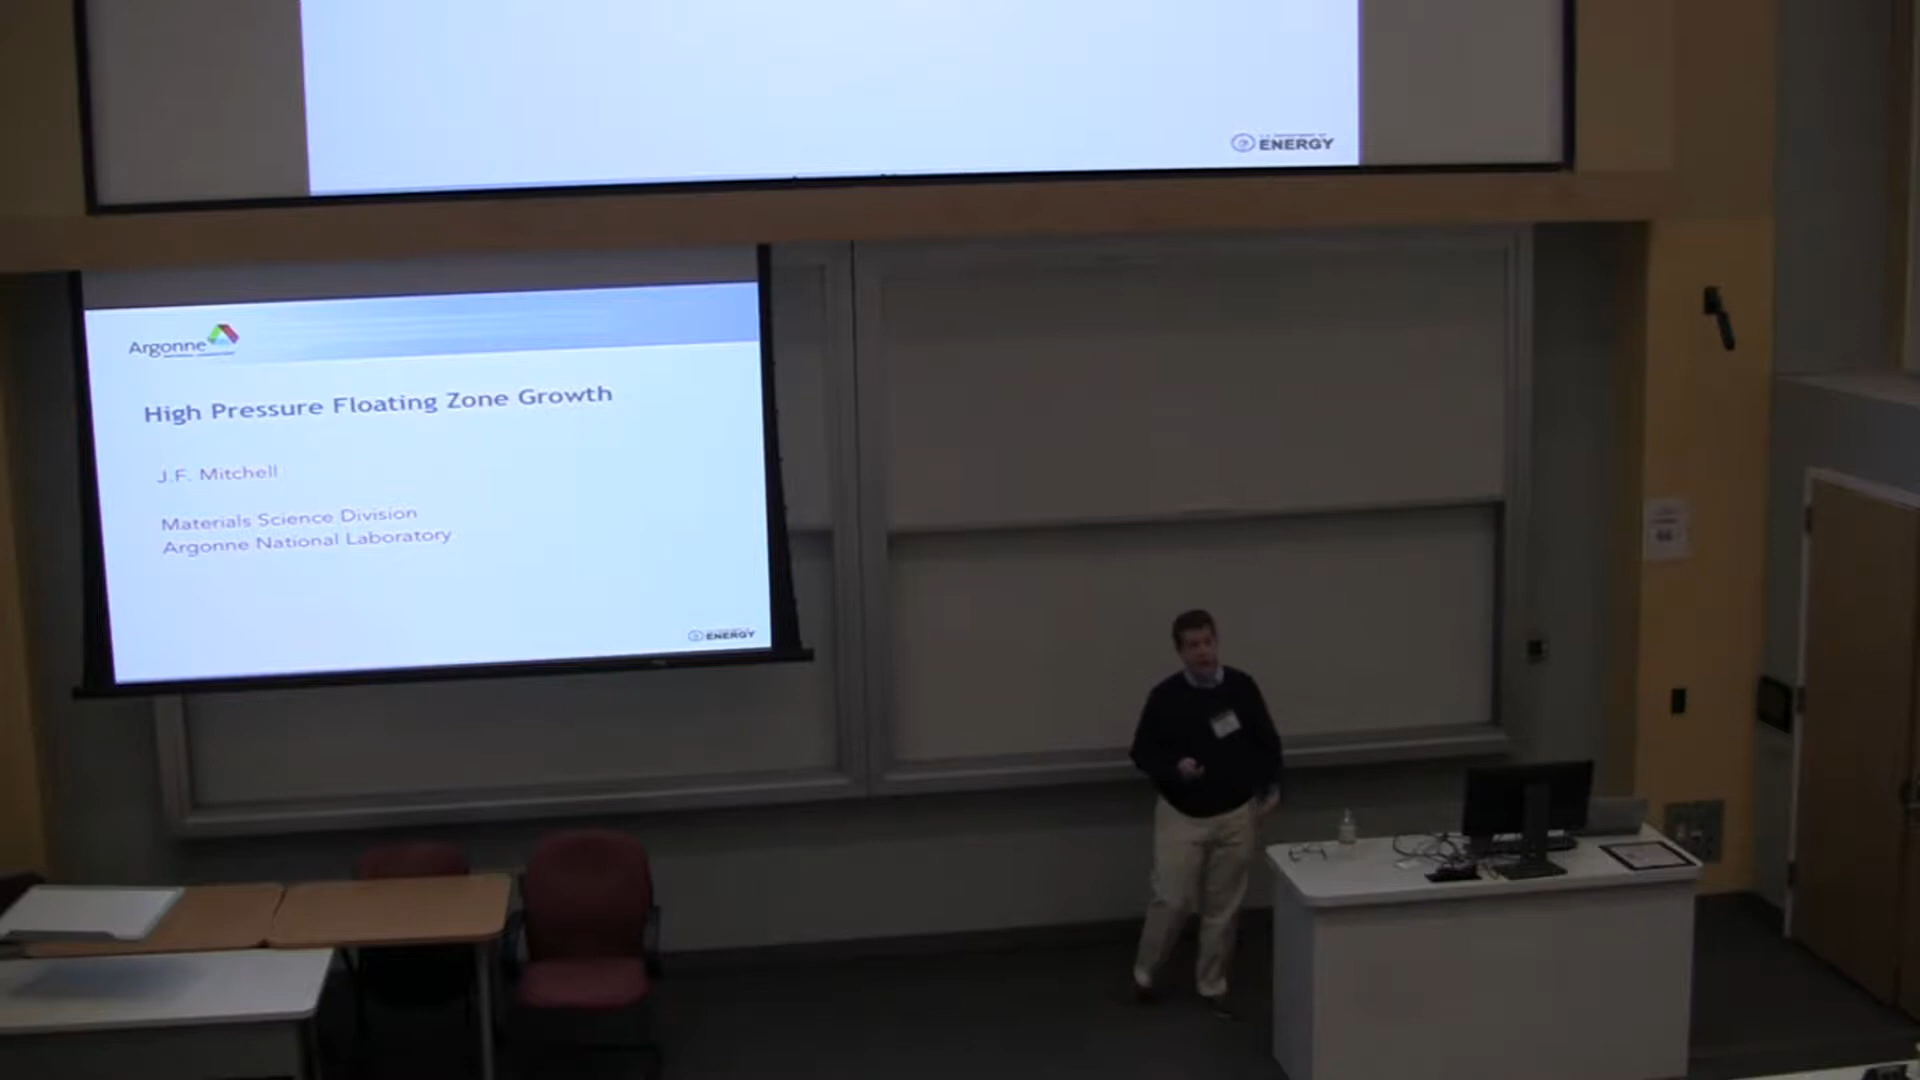 ENERGY
Argonne
High Pressure Floating Zone Growth
J.F. Mitchell
Materials Science Division
Argonne National Laboratory
ENERGY